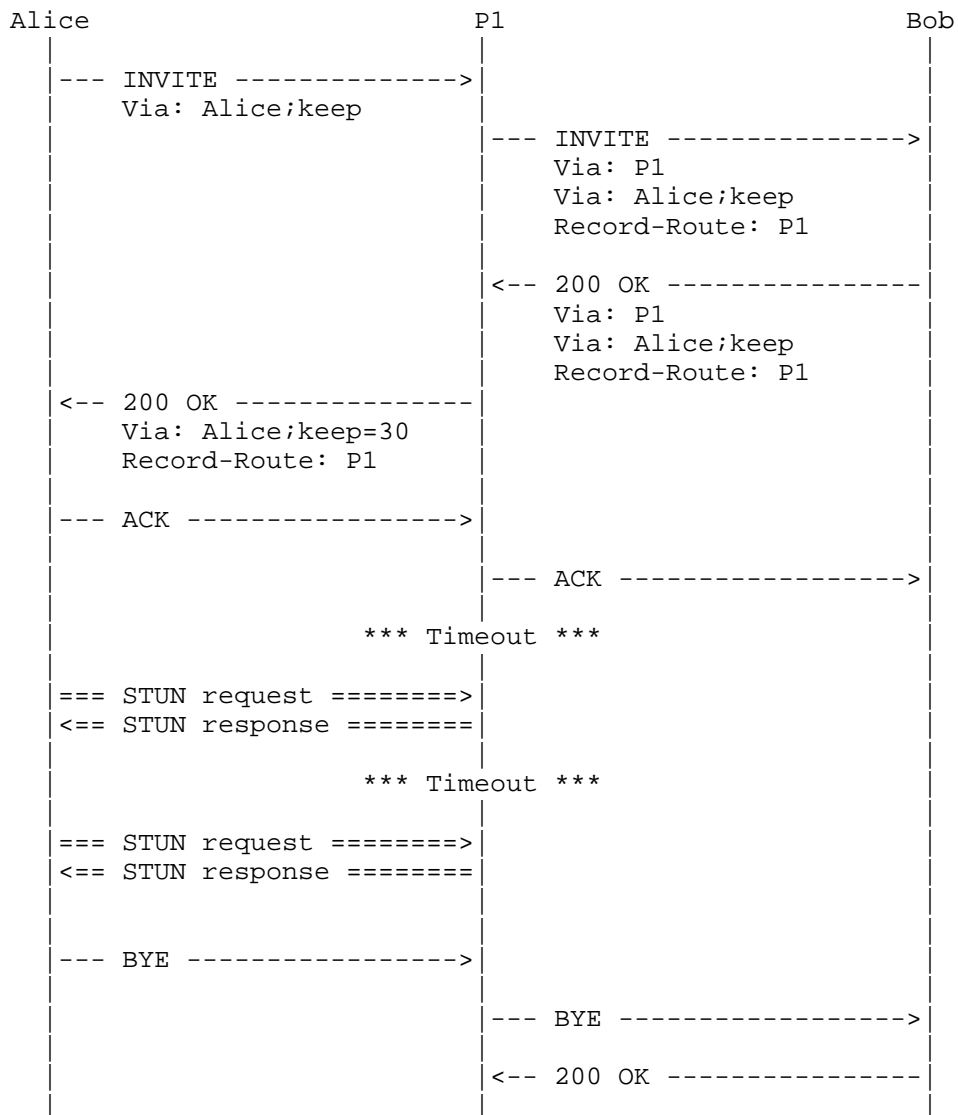 Alice P1 Bob
--- INVITE -------------->
Via: Alice;keep
--- INVITE --------------->
Via: P1
Via: Alice;keep
Record-Route: P1
<-- 200 OK ----------------
Via: P1
Via: Alice;keep
Record-Route: P1
<-- 200 OK ---------------
Via: Alice;keep=30
Record-Route: P1
--- ACK ----------------->
--- ACK ------------------>
*** Timeout ***
=== STUN request ========>
<== STUN response ========
*** Timeout ***
=== STUN request ========>
<== STUN response ========
--- BYE ----------------->
--- BYE ------------------>
<-- 200 OK ----------------